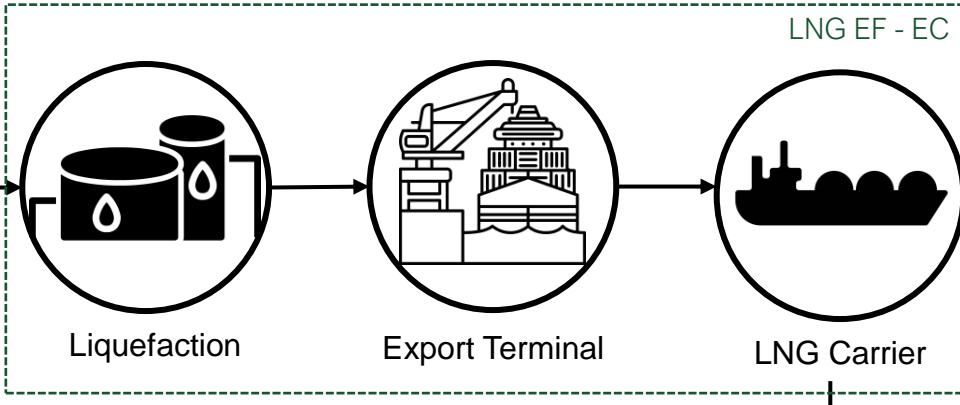 LNG EF - EC
Liquefaction
Export Terminal
LNG Carrier